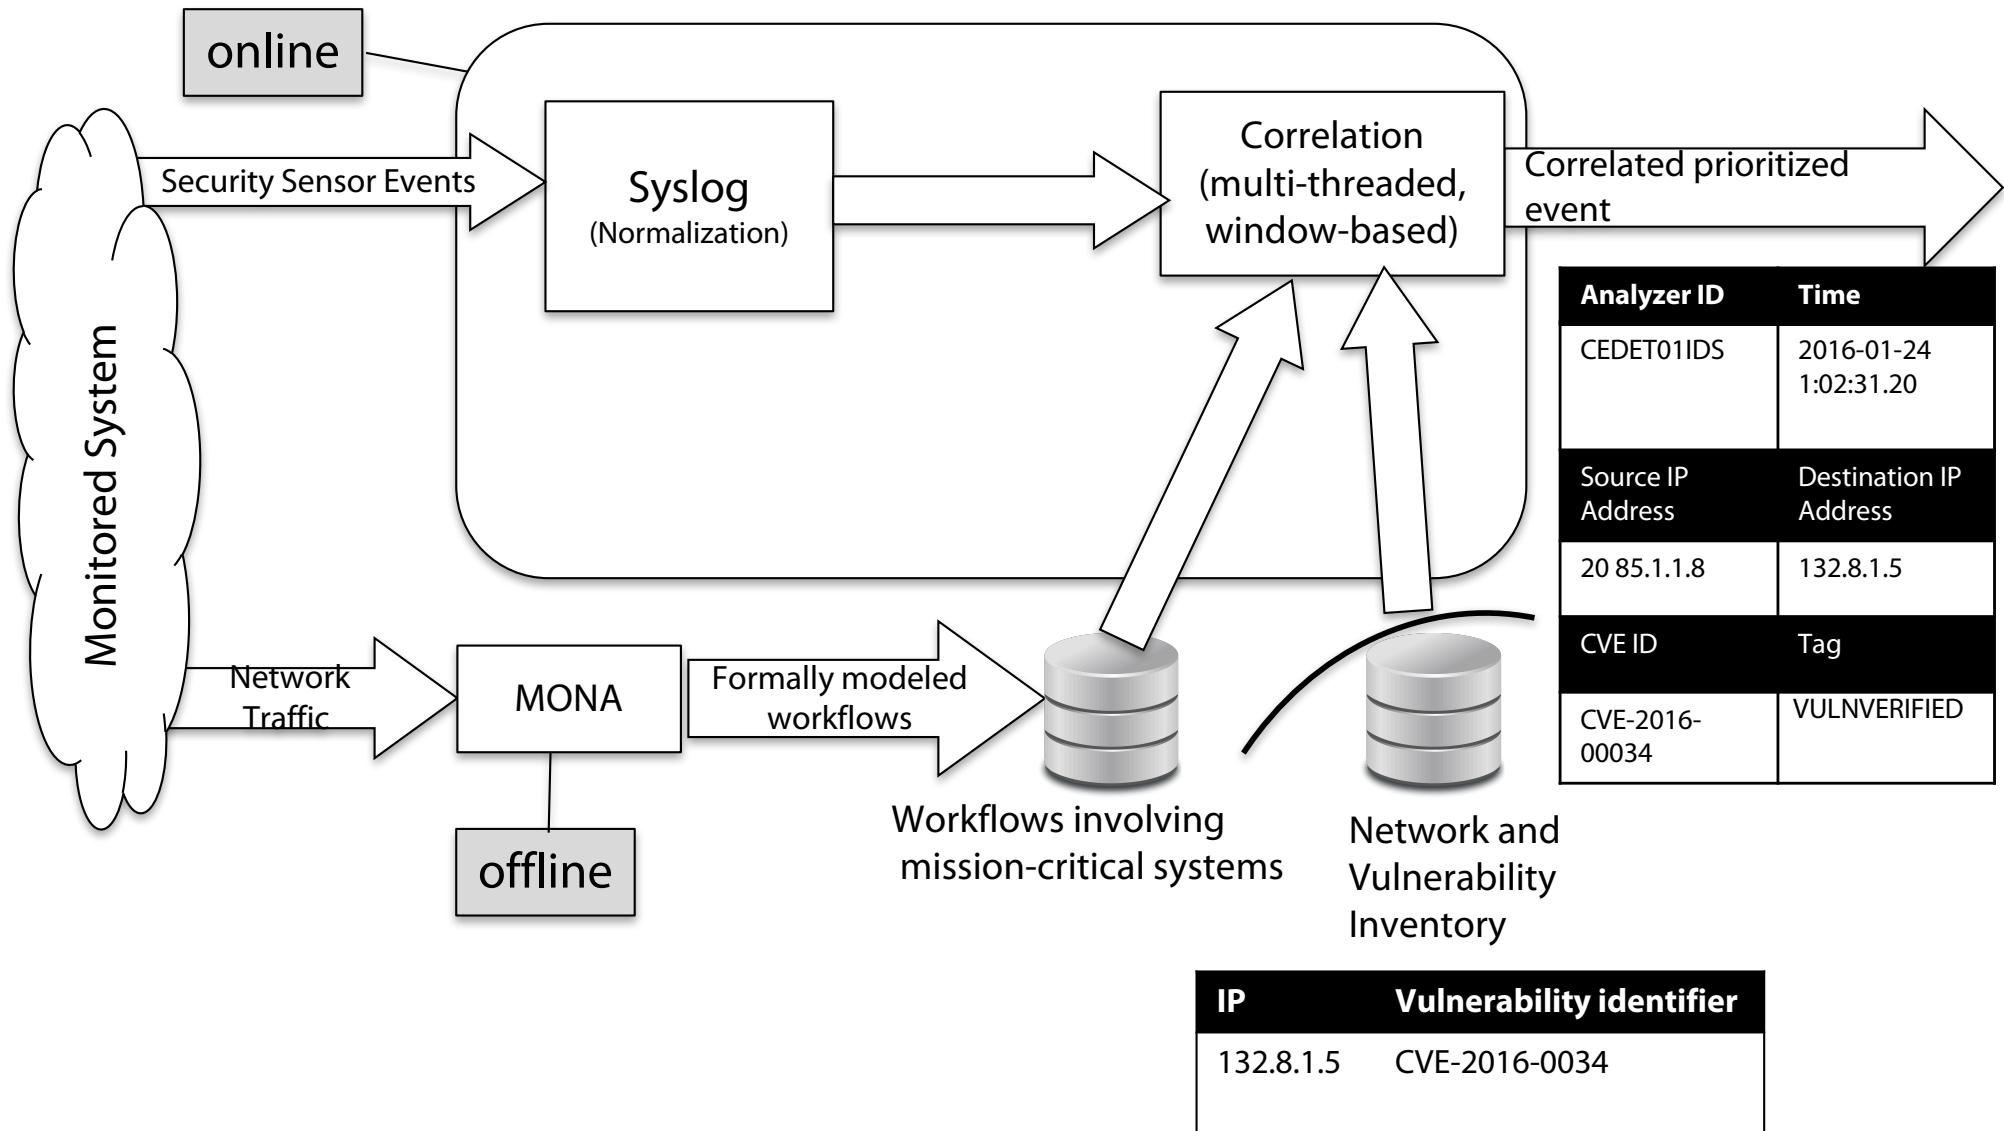 online
Security Sensor Events
Syslog
(Normalization)
Correlation
(multi-threaded,
window-based)
Correlated prioritized
event
Monitored System
Analyzer ID Time
CEDET01IDS 2016-01-24
1:02:31.20
Source IP Destination IP
Address Address
20 85.1.1.8 132.8.1.5
CVE ID Tag
CVE-2016- VULNVERIFIED
00034
Network
Traffic
MONA
Formally modeled
workflows
offline
Workflows involving
mission-critical systems
Network and
Vulnerability
Inventory
IP Vulnerability identifier
132.8.1.5 CVE-2016-0034